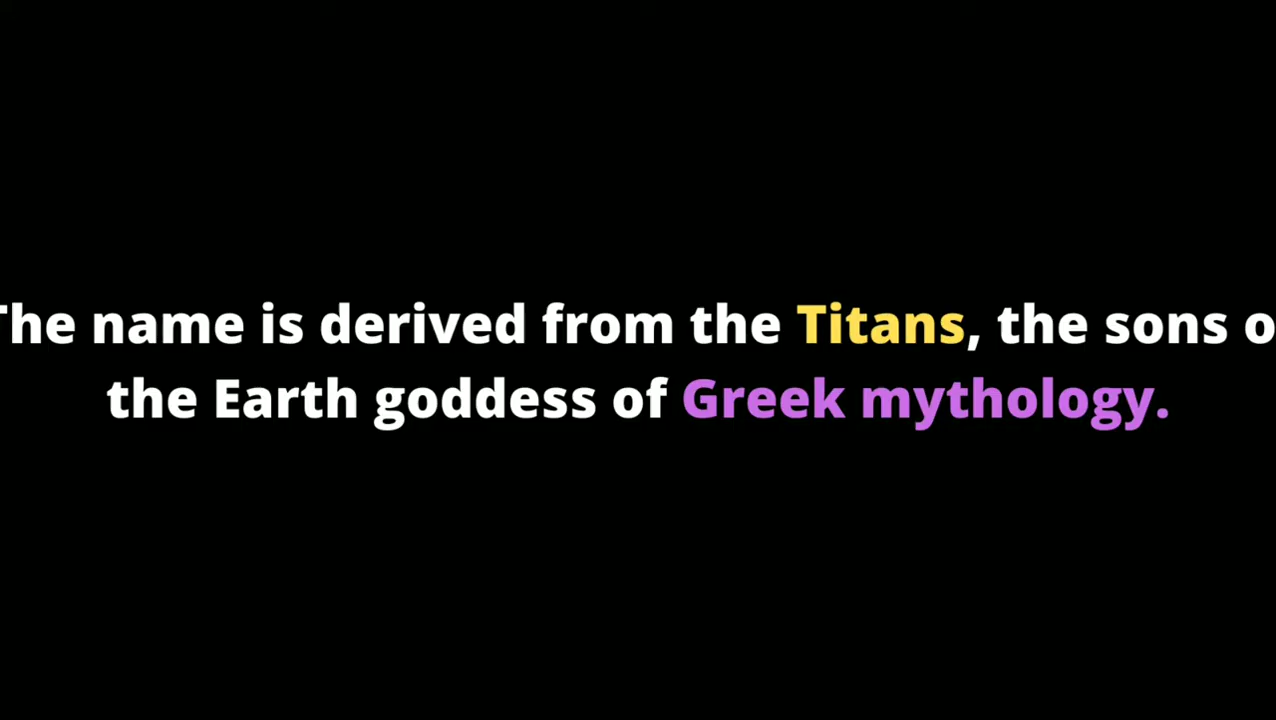 The name is derived from the Titans, the sons o
the Earth goddess of Greek mythology.